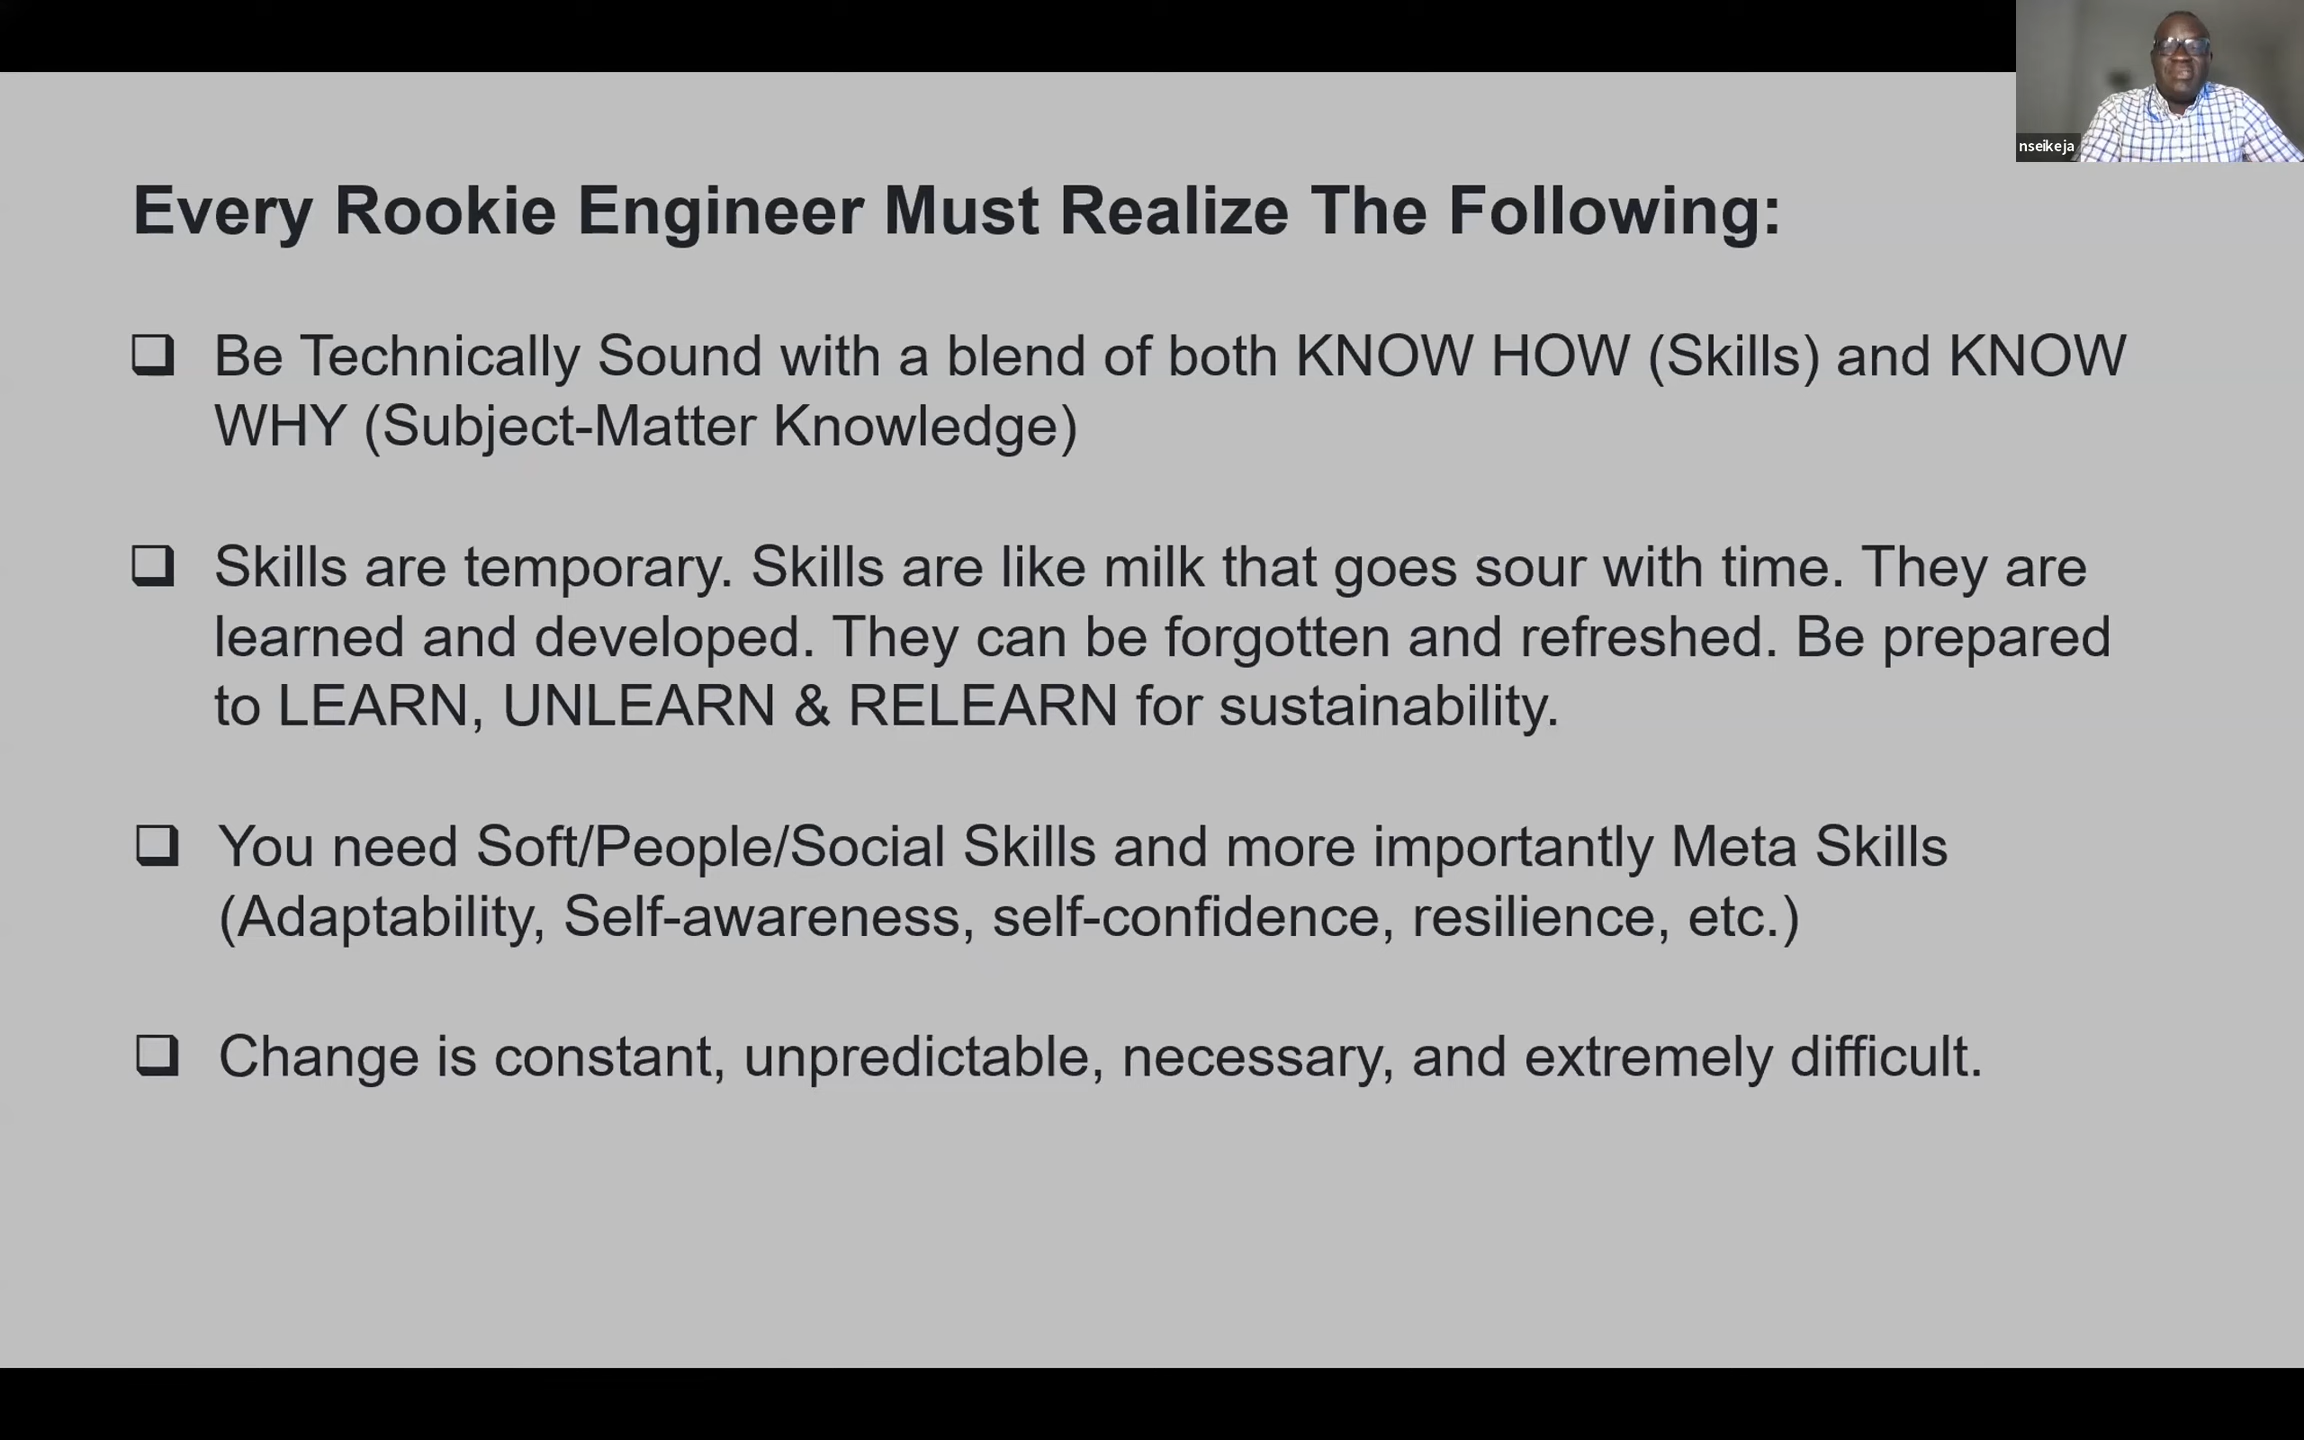 nseikeja
Every Rookie Engineer Must Realize The Following:
❑ Be Technically Sound with a blend of both KNOW HOW (Skills) and KNOW
WHY (Subject-Matter Knowledge)
❑ Skills are temporary. Skills are like milk that goes sour with time. They are
learned and developed. They can be forgotten and refreshed. Be prepared
to LEARN, UNLEARN & RELEARN for sustainability.
❑ You need Soft/People/Social Skills and more importantly Meta Skills
(Adaptability, Self-awareness, self-confidence, resilience, etc.)
❑ Change is constant, unpredictable, necessary, and extremely difficult.